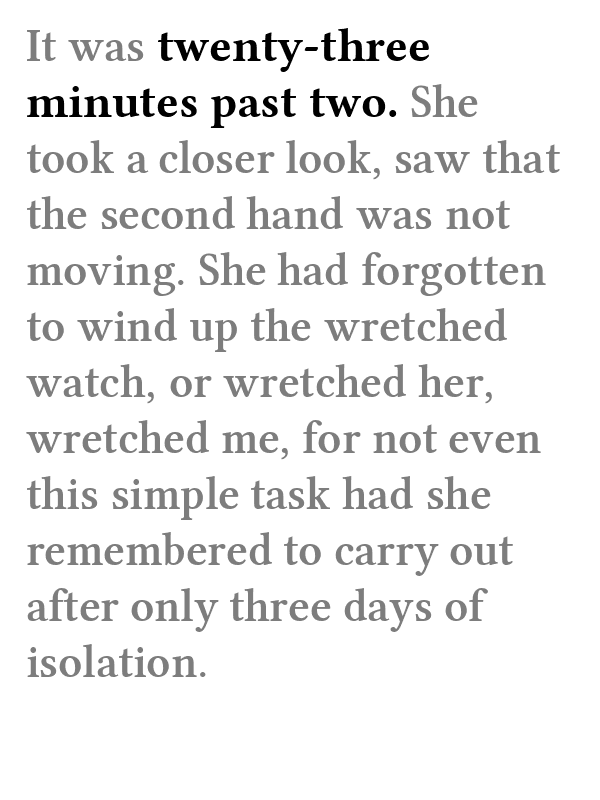 It was twenty-three
minutes past two. She
took a closer look, saw that
the second hand was not
moving. She had forgotten
to wind up the wretched
watch, or wretched her,
wretched me, for not even
this simple task had she
remembered to carry out
after only three days of
isolation.